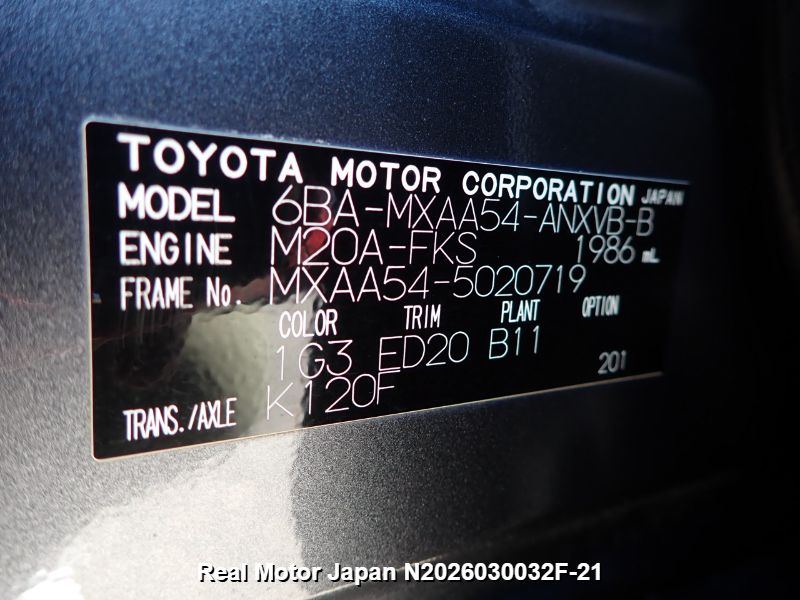 TOYOTA MOTOR CORPORATION JAPAN
MODEL 6BA-MXAA54-ANXVB-B
ENGINE M20A-FKS 1986 mL
FRAME No. MXAA54-5020719
COLOR TRIM PLANT OPTION
1G3 ED20 B11 201
TRANS./AXLE K120F
Real Motor Japan N2026030032F-21